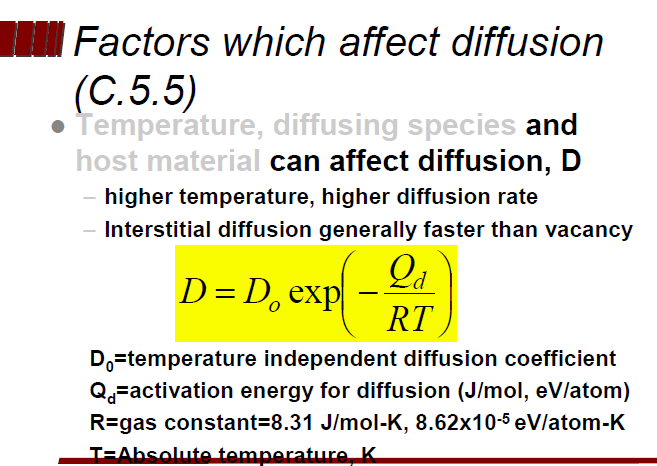 Factors which affect diffusion
(C.5.5)
● Temperature, diffusing species and
host material can affect diffusion, D
– higher temperature, higher diffusion rate
– Interstitial diffusion generally faster than vacancy
D = Dₒ exp(−Q_d/RT)
D₀=temperature independent diffusion coefficient
Q_d=activation energy for diffusion (J/mol, eV/atom)
R=gas constant=8.31 J/mol-K, 8.62x10⁻⁵ eV/atom-K
T=Absolute temperature, K